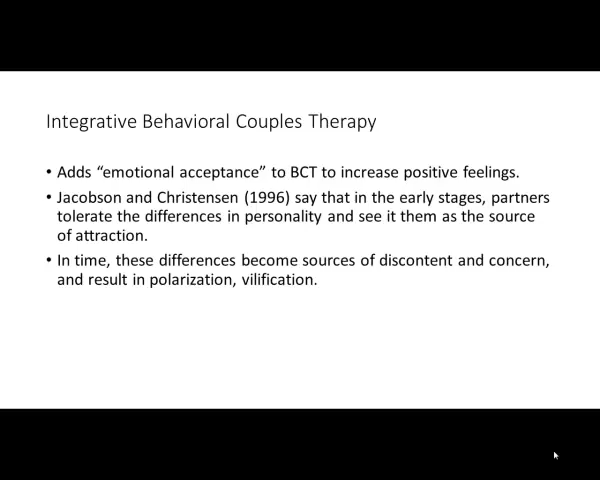 Integrative Behavioral Couples Therapy
• Adds “emotional acceptance” to BCT to increase positive feelings.
• Jacobson and Christensen (1996) say that in the early stages, partners
tolerate the differences in personality and see it them as the source
of attraction.
• In time, these differences become sources of discontent and concern,
and result in polarization, vilification.